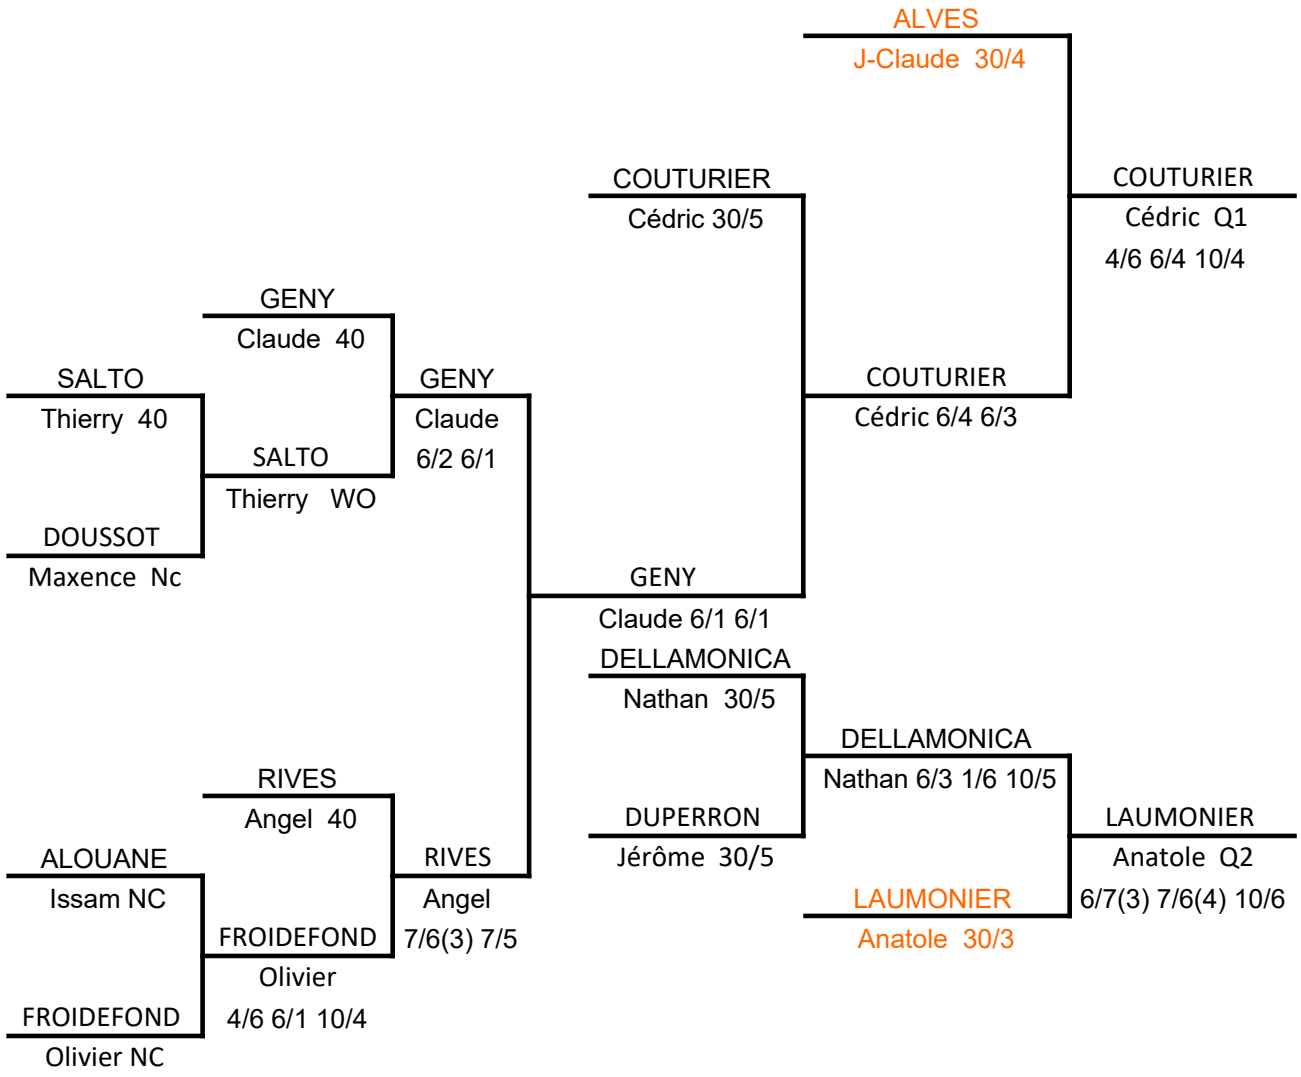 ALVES
J-Claude 30/4
COUTURIER
Cédric 30/5
COUTURIER
Cédric Q1
4/6 6/4 10/4
GENY
Claude 40
SALTO
Thierry 40
GENY
Claude
6/2 6/1
COUTURIER
Cédric 6/4 6/3
SALTO
Thierry WO
DOUSSOT
Maxence Nc
GENY
Claude 6/1 6/1
DELLAMONICA
Nathan 30/5
DELLAMONICA
Nathan 6/3 1/6 10/5
RIVES
Angel 40
DUPERRON
Jérôme 30/5
LAUMONIER
Anatole Q2
6/7(3) 7/6(4) 10/6
ALOUANE
Issam NC
RIVES
Angel
7/6(3) 7/5
LAUMONIER
Anatole 30/3
FROIDEFOND
Olivier
4/6 6/1 10/4
FROIDEFOND
Olivier NC